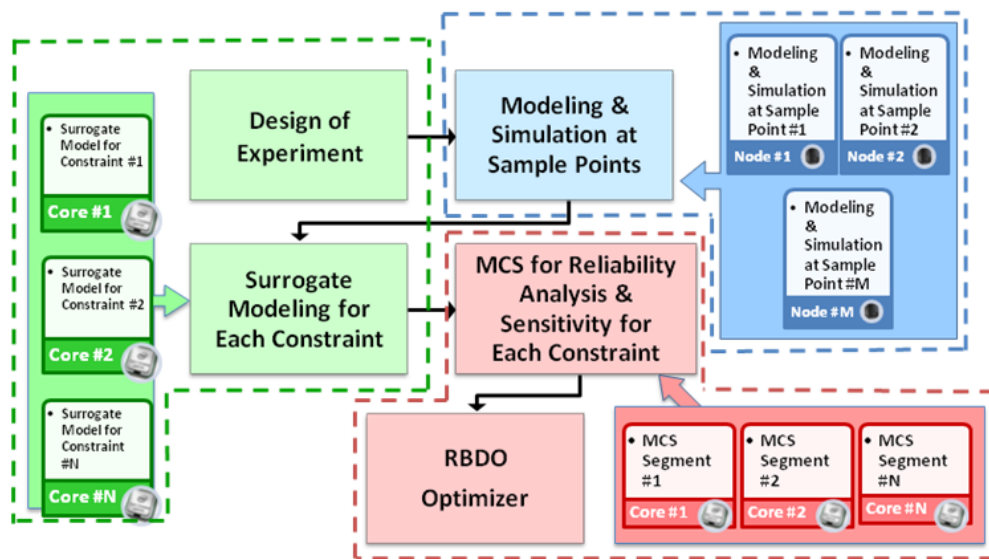 Design of
Experiment
Modeling &
Simulation at
Sample Points
• Modeling
&
Simulation
at Sample
Point #1
Node #1
• Modeling
&
Simulation
at Sample
Point #2
Node #2
• Modeling
&
Simulation
at Sample
Point #M
Node #M
• Surrogate
Model for
Constraint #1
Core #1
• Surrogate
Model for
Constraint #2
Core #2
• Surrogate
Model for
Constraint
#N
Core #N
Surrogate
Modeling for
Each Constraint
MCS for Reliability
Analysis &
Sensitivity for
Each Constraint
RBDO
Optimizer
• MCS
Segment
#1
Core #1
• MCS
Segment
#2
Core #2
• MCS
Segment
#N
Core #N